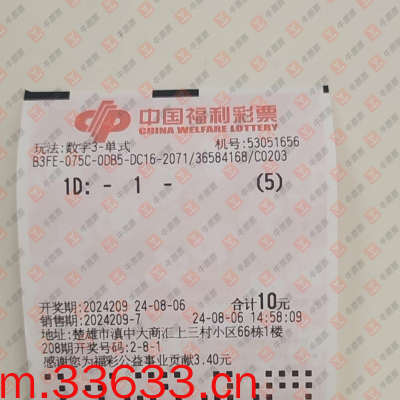 中国福利彩票
CHINA WELFARE LOTTERY
玩法:数字3-单式 机号:53051656
B3FE-075C-0DB5-DC16-2071/36584168/C0203
1D: - 1 - (5)
开奖期:2024209 24-08-06 合计10元
销售期:2024209-7 24-08-06 14:58:09
地址:楚雄市滇中大商汇上三村小区66栋1楼
208期开奖号码:2-8-1
感谢您为福彩公益事业贡献3.40元
m.33633.cn